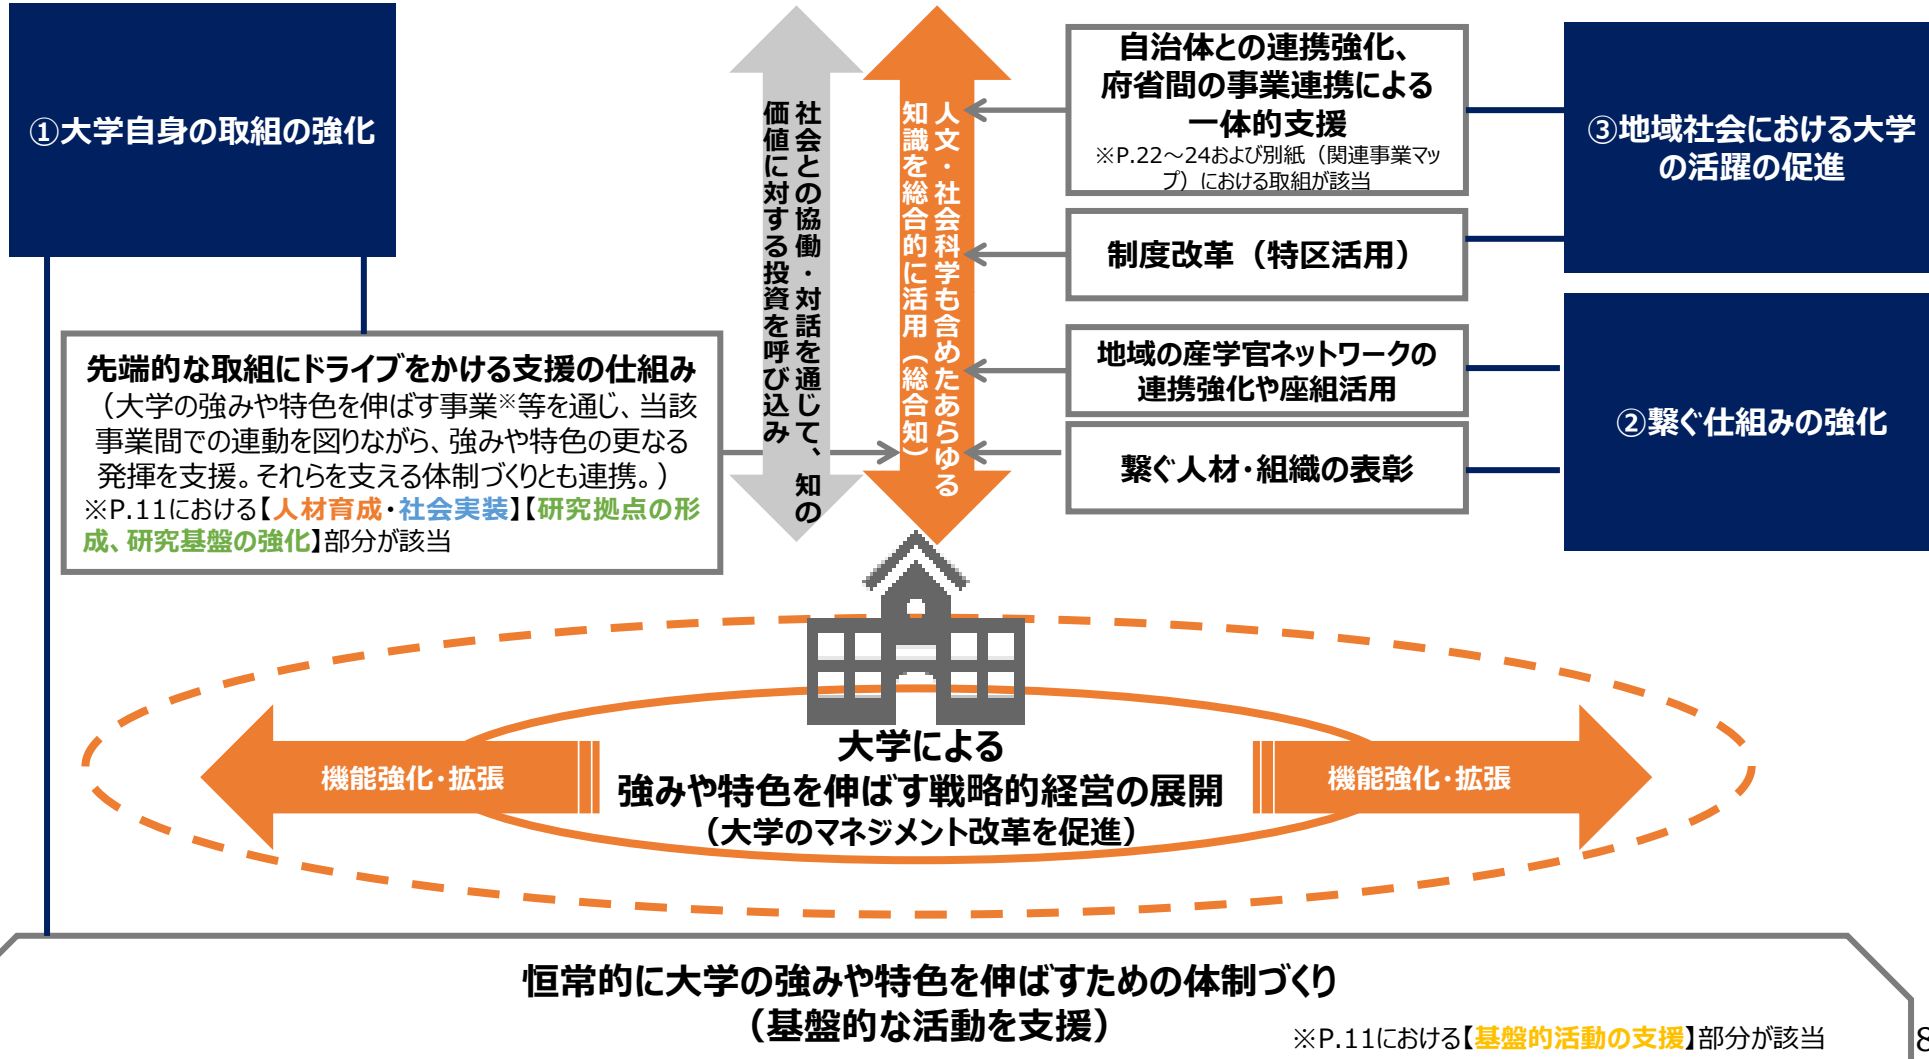 ①大学自身の取組の強化
社会との協働・対話を通じて、知の
価値に対する投資を呼び込み
人文・社会科学も含めたあらゆる
知識を総合的に活用（総合知）
自治体との連携強化、
府省間の事業連携による
一体的支援
※P.22～24および別紙（関連事業マッ
プ）における取組が該当
制度改革（特区活用）
③地域社会における大学
の活躍の促進
先端的な取組にドライブをかける支援の仕組み
（大学の強みや特色を伸ばす事業※等を通じ、当該
事業間での連動を図りながら、強みや特色の更なる
発揮を支援。それらを支える体制づくりとも連携。）
※P.11における【人材育成・社会実装】【研究拠点の形
成、研究基盤の強化】部分が該当
地域の産学官ネットワークの
連携強化や座組活用
繋ぐ人材・組織の表彰
②繋ぐ仕組みの強化
機能強化・拡張
大学による
強みや特色を伸ばす戦略的経営の展開
（大学のマネジメント改革を促進）
機能強化・拡張
恒常的に大学の強みや特色を伸ばすための体制づくり
（基盤的な活動を支援）
※P.11における【基盤的活動の支援】部分が該当
8